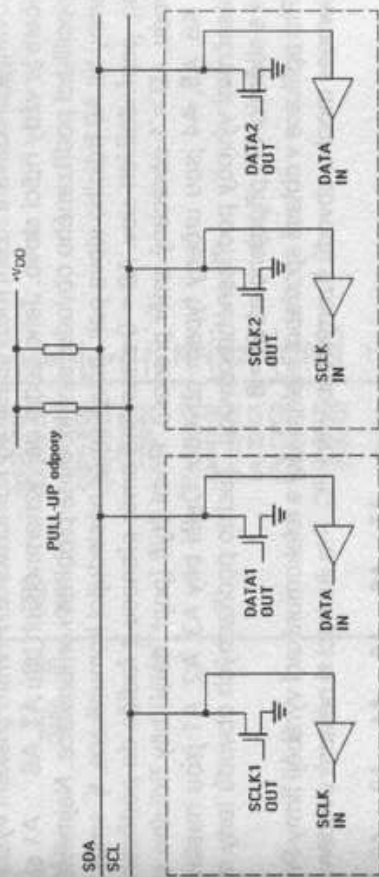 +VDD
PULL-UP odpory
SDA
SCL
SCLK1
OUT
DATA1
OUT
SCLK2
OUT
DATA2
OUT
SCLK
IN
DATA
IN
SCLK
IN
DATA
IN